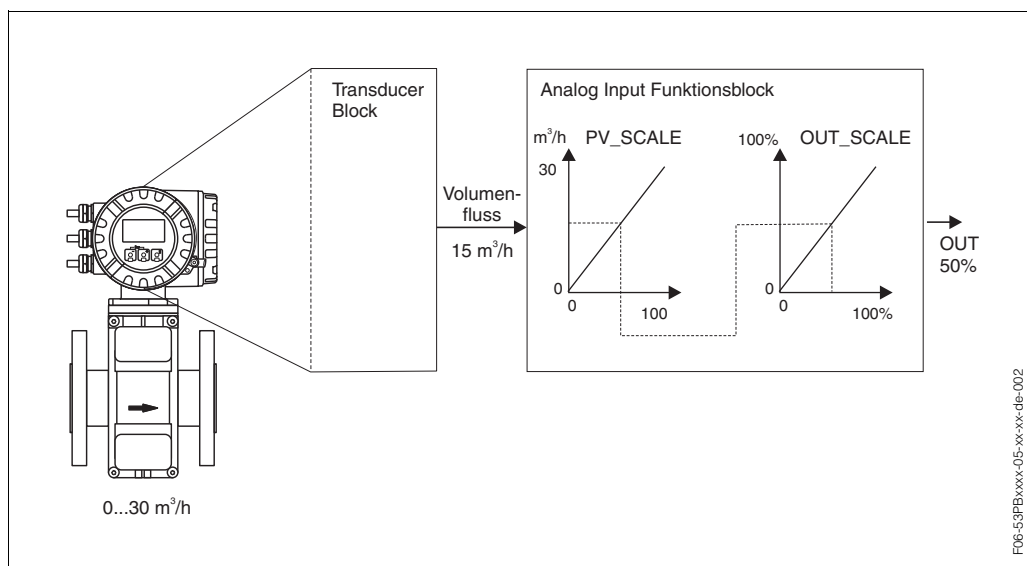 Transducer
Block
Analog Input Funktionsblock
m³/h
PV_SCALE
30
0
0
100
100%
OUT_SCALE
0
0
100%
Volumen-
fluss
15 m³/h
OUT
50%
0...30 m³/h
F06-53PBxxxx-05-xx-xx-de-002